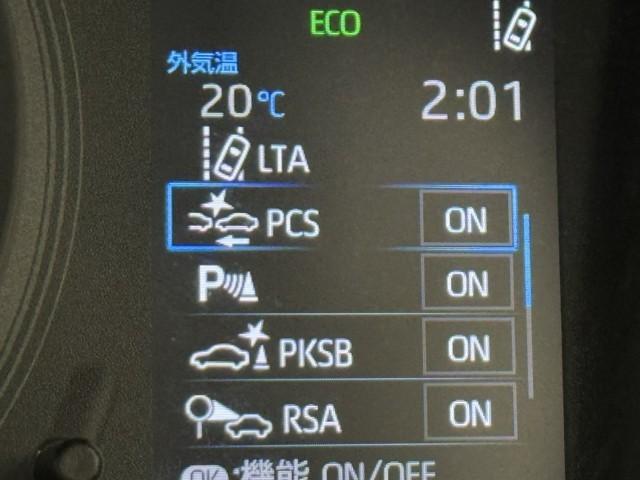 ECO
外気温
20℃ 2:01
LTA
PCS ON
P ON
PKSB ON
RSA ON
OK:機能 ON/OFF